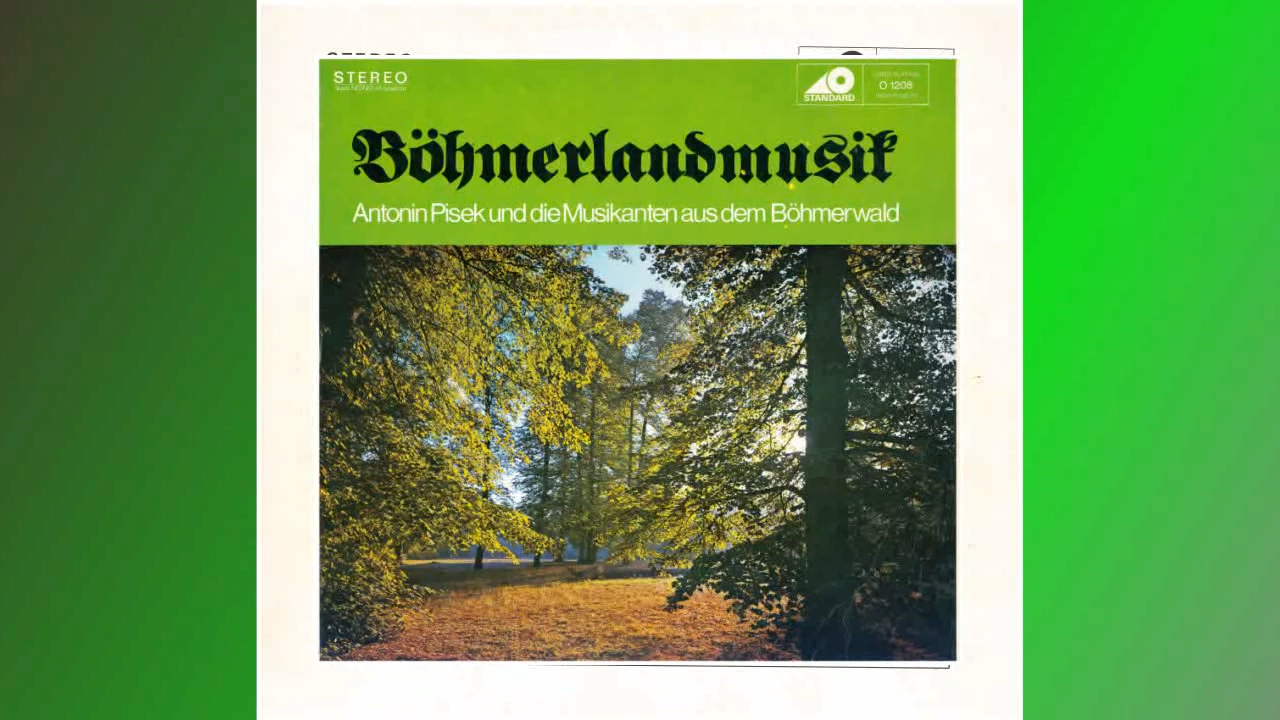 STEREO
STANDARD
O 1208
Böhmerlandmusik
Antonin Pisek und die Musikanten aus dem Böhmerwald